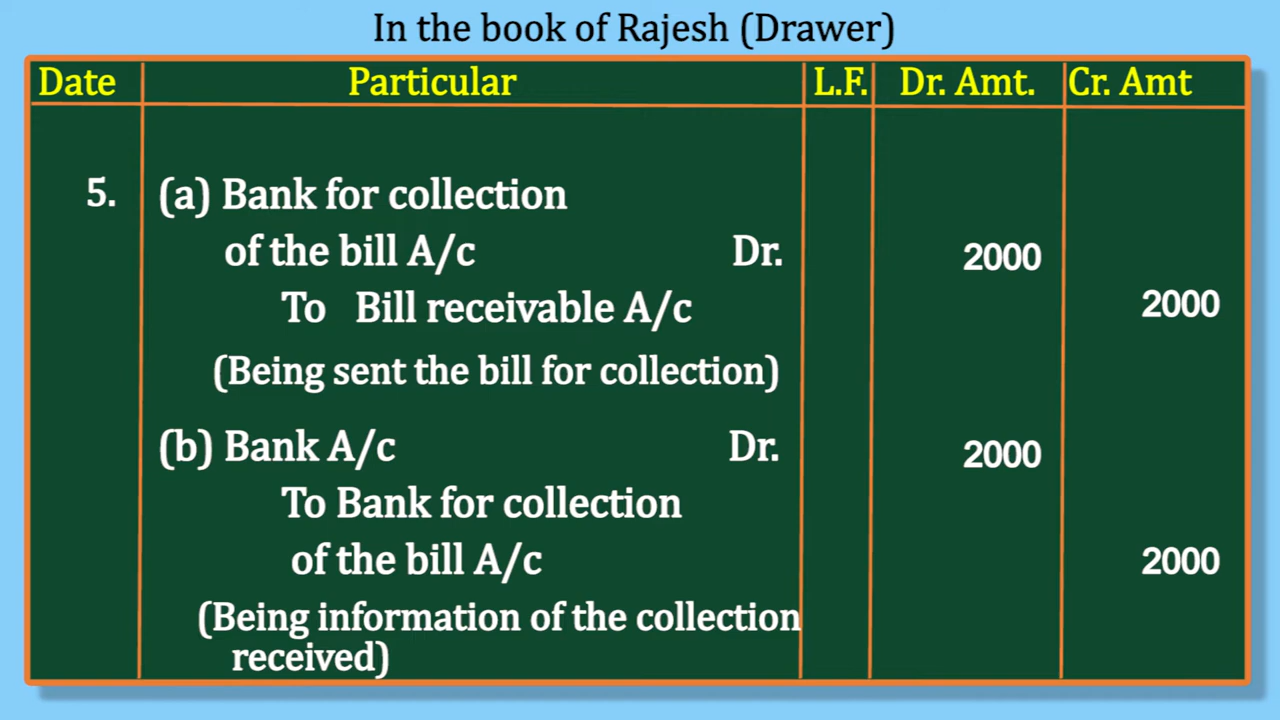 In the book of Rajesh (Drawer)
Date Particular L.F. Dr. Amt. Cr. Amt
5. (a) Bank for collection
of the bill A/c Dr. 2000
To Bill receivable A/c 2000
(Being sent the bill for collection)
(b) Bank A/c Dr. 2000
To Bank for collection
of the bill A/c 2000
(Being information of the collection
received)